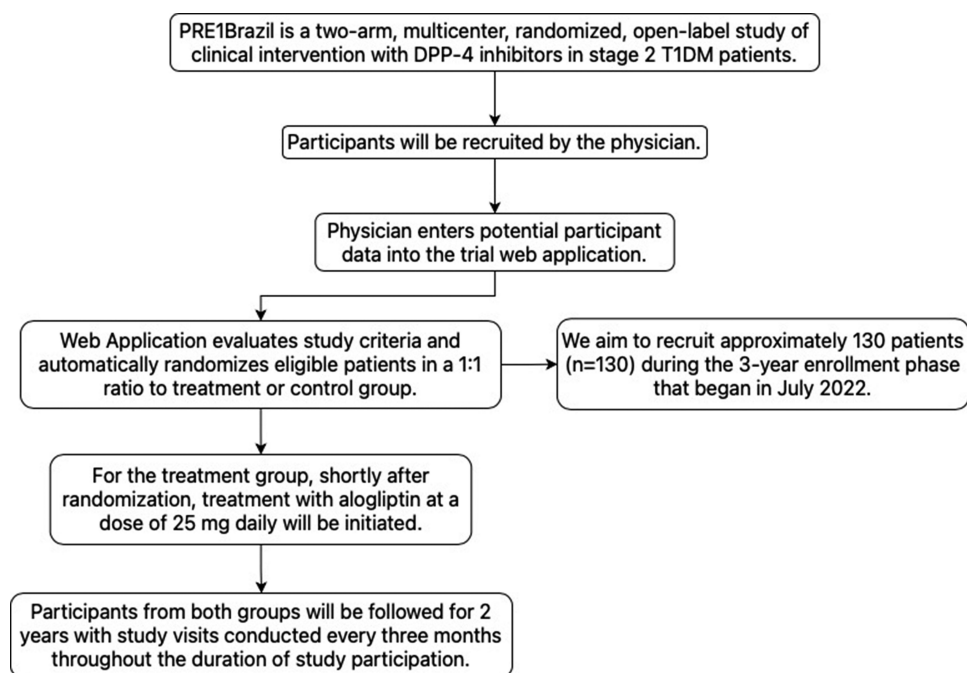 PRE1Brazil is a two-arm, multicenter, randomized, open-label study of
clinical intervention with DPP-4 inhibitors in stage 2 T1DM patients.
Participants will be recruited by the physician.
Physician enters potential participant
data into the trial web application.
Web Application evaluates study criteria and
automatically randomizes eligible patients in a 1:1
ratio to treatment or control group.
We aim to recruit approximately 130 patients
(n=130) during the 3-year enrollment phase
that began in July 2022.
For the treatment group, shortly after
randomization, treatment with alogliptin at a
dose of 25 mg daily will be initiated.
Participants from both groups will be followed for 2
years with study visits conducted every three months
throughout the duration of study participation.